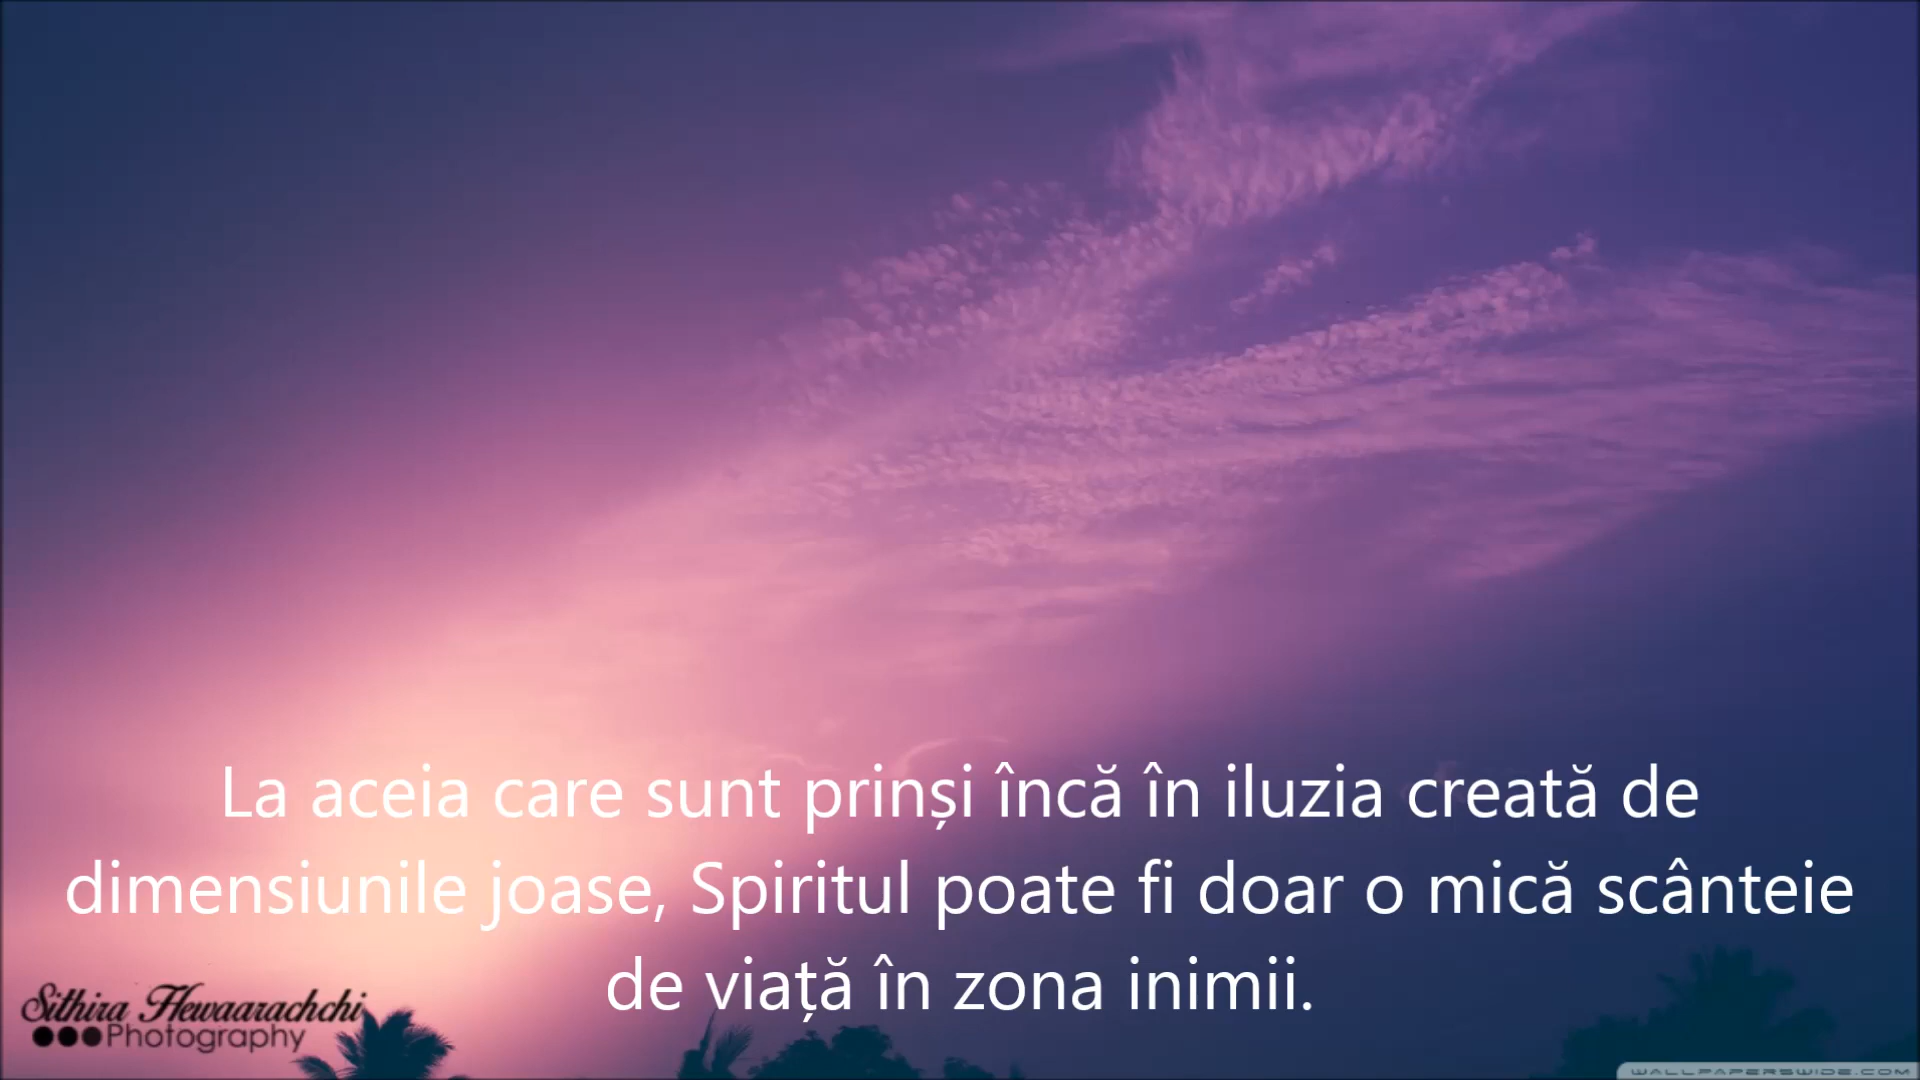 La aceia care sunt prinși încă în iluzia creată de
dimensiunile joase, Spiritul poate fi doar o mică scânteie
de viață în zona inimii.
Sithira Hewaarachchi
Photography
WALLPAPERSWIDE.COM